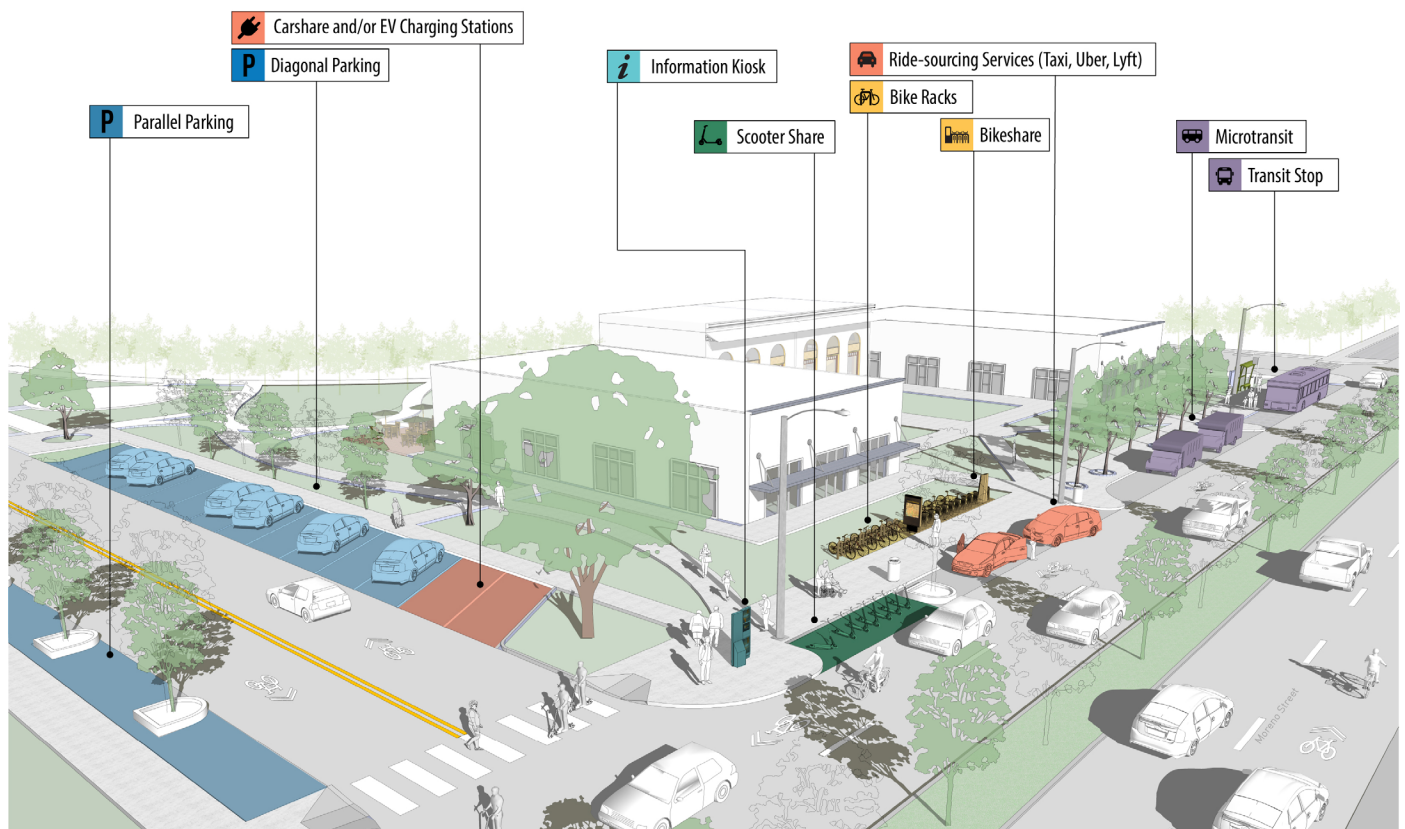 Carshare and/or EV Charging Stations
P Diagonal Parking
P Parallel Parking
i Information Kiosk
Ride-sourcing Services (Taxi, Uber, Lyft)
Bike Racks
Scooter Share
Bikeshare
Microtransit
Transit Stop
Moreno Street